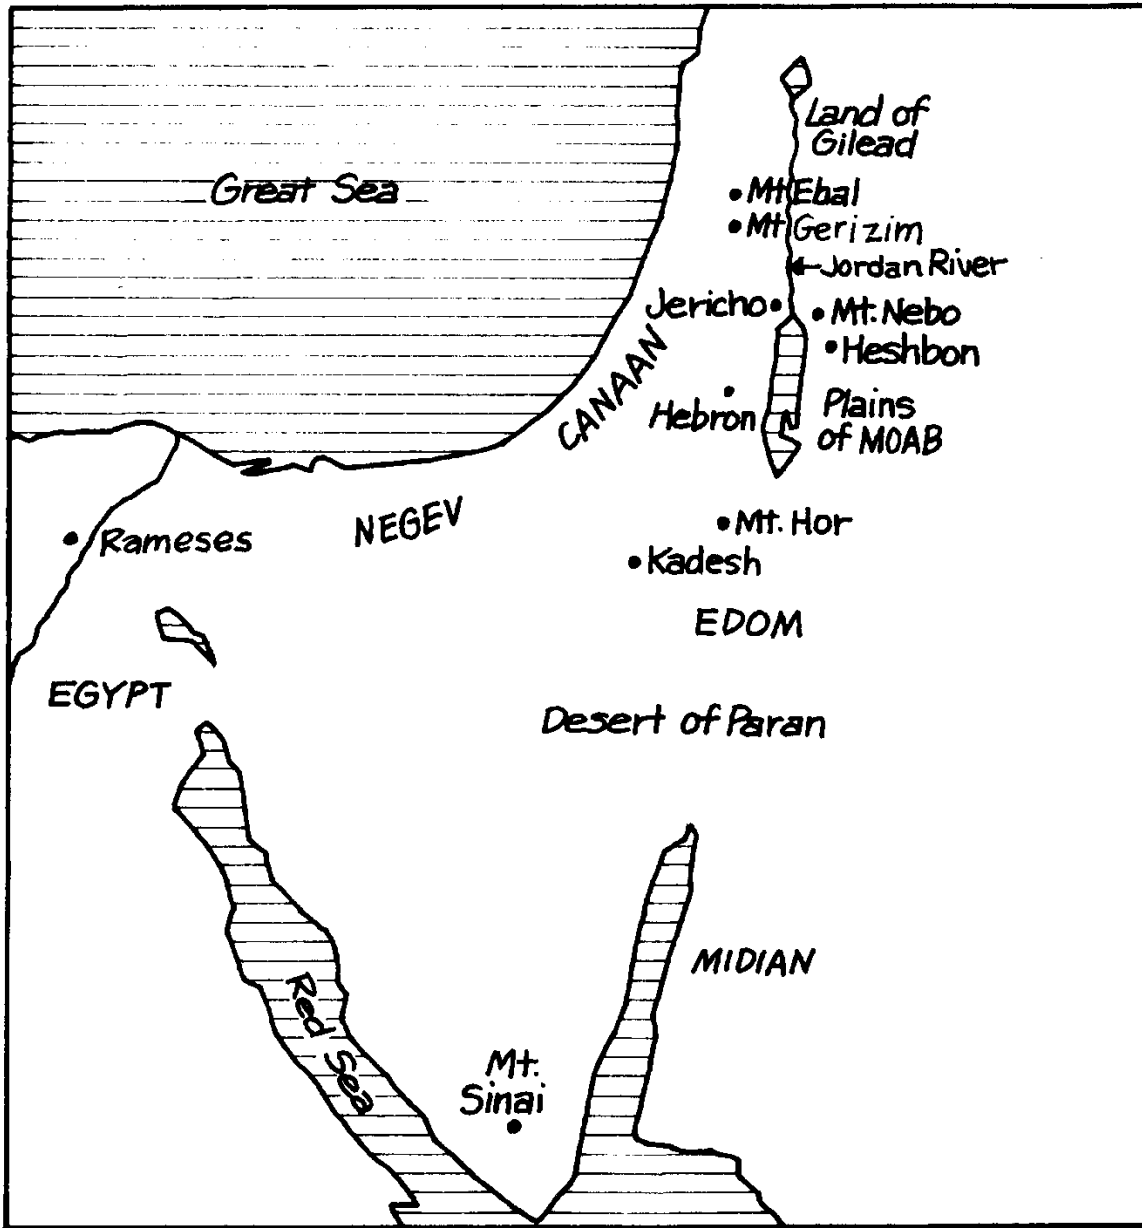 Land of
Gilead
Great Sea
Mt Ebal
Mt Gerizim
Jordan River
Jericho
Mt. Nebo
Heshbon
CANAAN
Hebron
Plains
of MOAB
NEGEV
Mt. Hor
Rameses
Kadesh
EDOM
EGYPT
Desert of Paran
MIDIAN
Red Sea
Mt.
Sinai